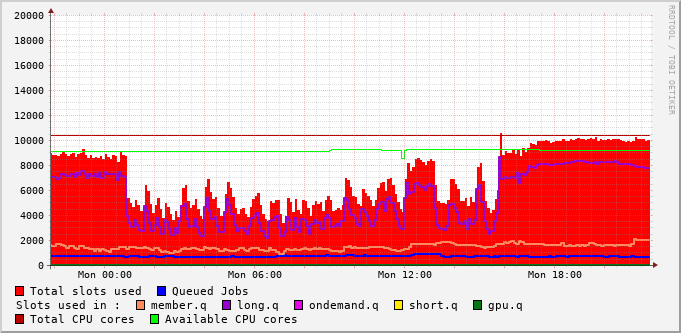 RRDTOOL / TOBI OETIKER
20000
18000
16000
14000
12000
10000
8000
6000
4000
2000
0
Mon 00:00 Mon 06:00 Mon 12:00 Mon 18:00
Total slots used Queued Jobs
Slots used in : member.q long.q ondemand.q short.q gpu.q
Total CPU cores Available CPU cores